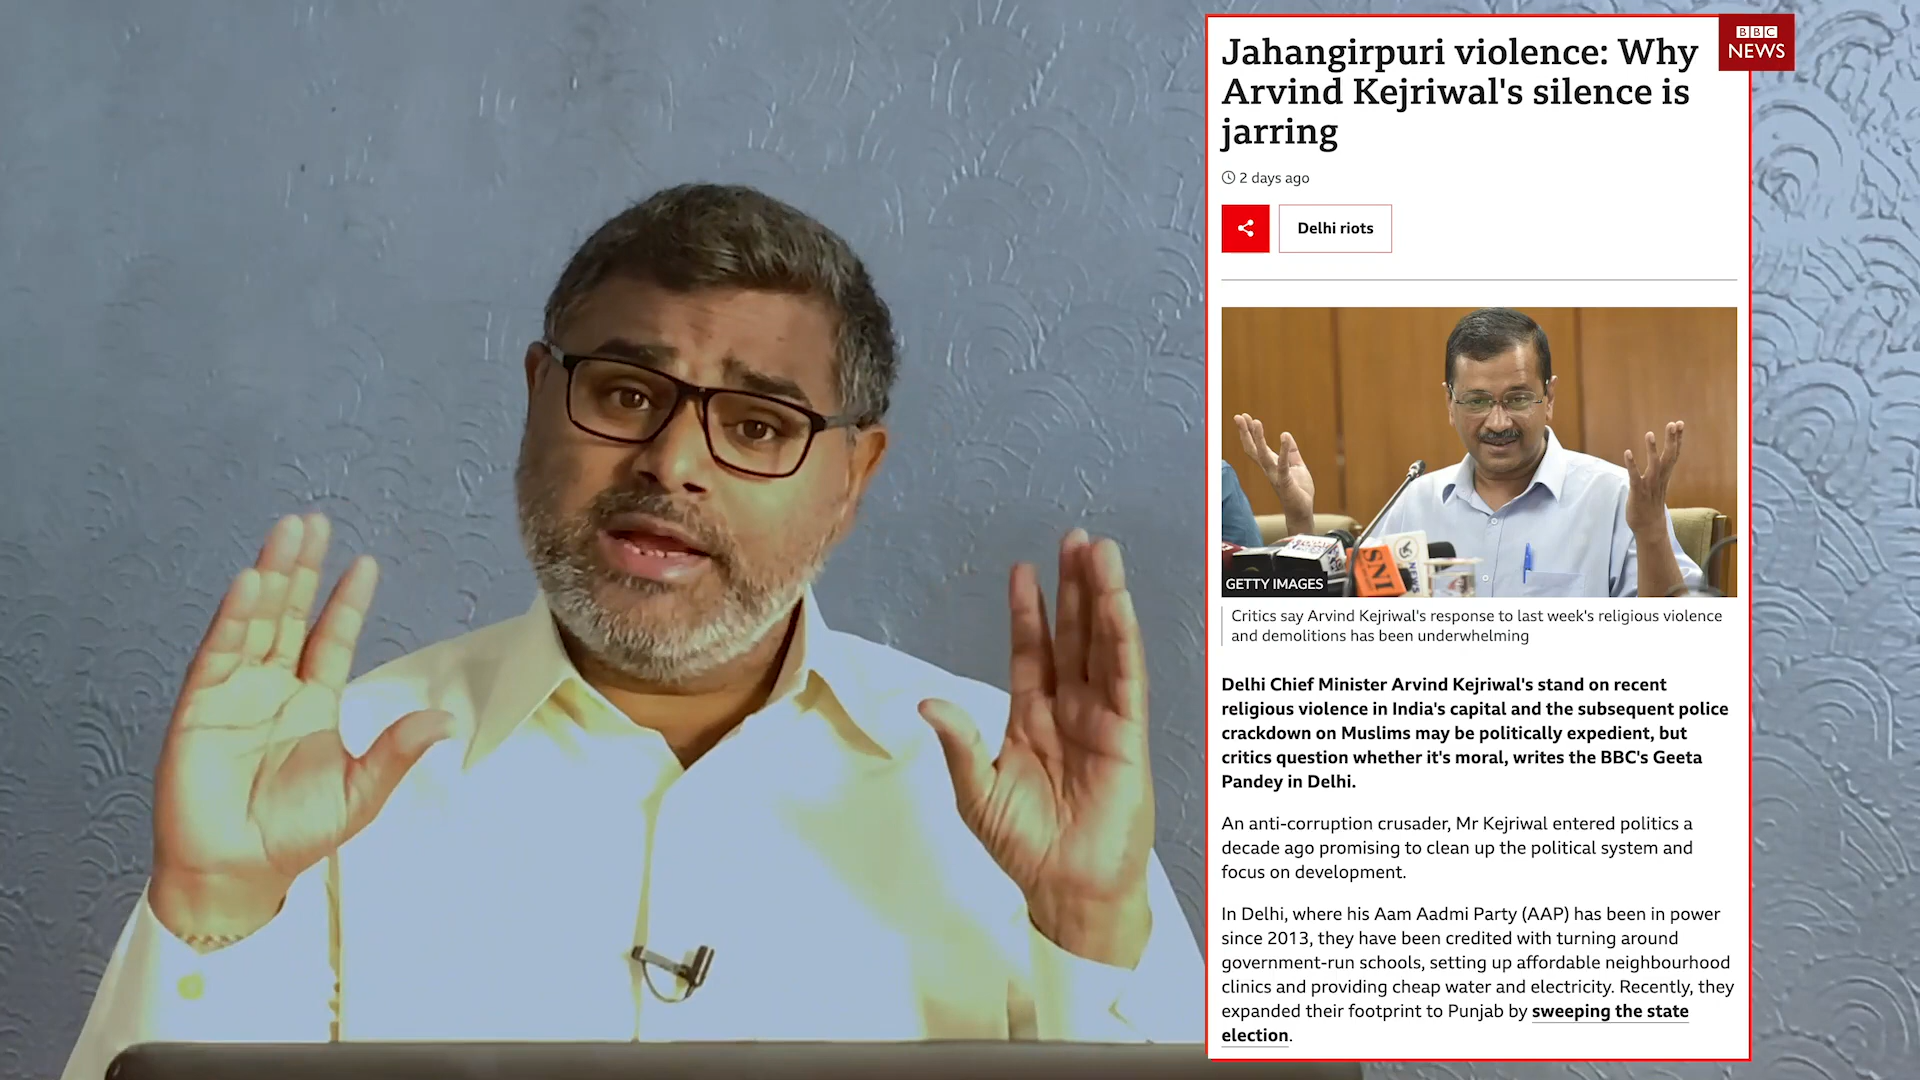 Jahangirpuri violence: Why
Arvind Kejriwal's silence is
jarring
BBC
NEWS
2 days ago
Delhi riots
SNI
NEWS
GETTY IMAGES
Critics say Arvind Kejriwal's response to last week's religious violence
and demolitions has been underwhelming
Delhi Chief Minister Arvind Kejriwal's stand on recent
religious violence in India's capital and the subsequent police
crackdown on Muslims may be politically expedient, but
critics question whether it's moral, writes the BBC's Geeta
Pandey in Delhi.
An anti-corruption crusader, Mr Kejriwal entered politics a
decade ago promising to clean up the political system and
focus on development.
In Delhi, where his Aam Aadmi Party (AAP) has been in power
since 2013, they have been credited with turning around
government-run schools, setting up affordable neighbourhood
clinics and providing cheap water and electricity. Recently, they
expanded their footprint to Punjab by sweeping the state
election.